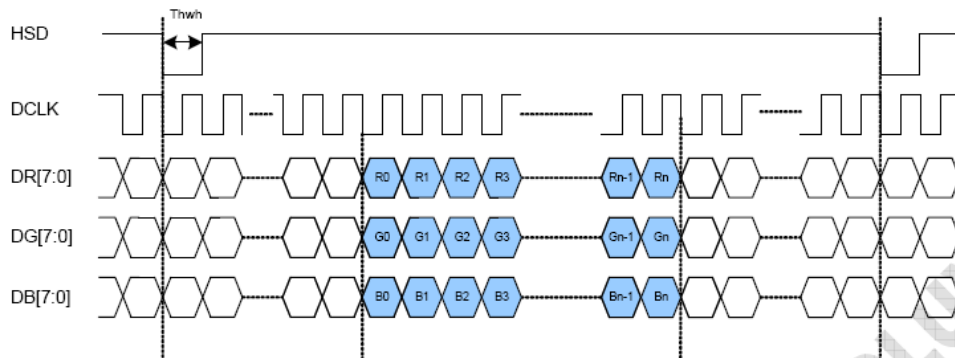 Thwh
HSD
DCLK
DR[7:0] R0 R1 R2 R3 Rn-1 Rn
DG[7:0] G0 G1 G2 G3 Gn-1 Gn
DB[7:0] B0 B1 B2 B3 Bn-1 Bn